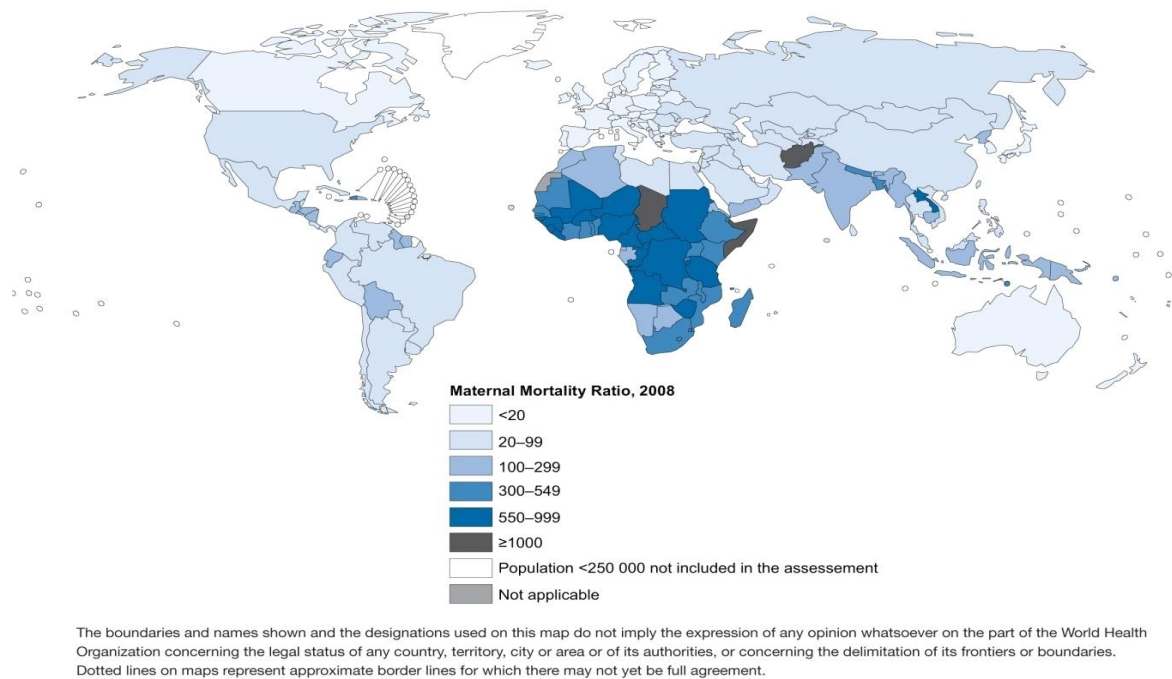 Maternal Mortality Ratio, 2008
<20
20–99
100–299
300–549
550–999
≥1000
Population <250 000 not included in the assessement
Not applicable
The boundaries and names shown and the designations used on this map do not imply the expression of any opinion whatsoever on the part of the World Health
Organization concerning the legal status of any country, territory, city or area or of its authorities, or concerning the delimitation of its frontiers or boundaries.
Dotted lines on maps represent approximate border lines for which there may not yet be full agreement.